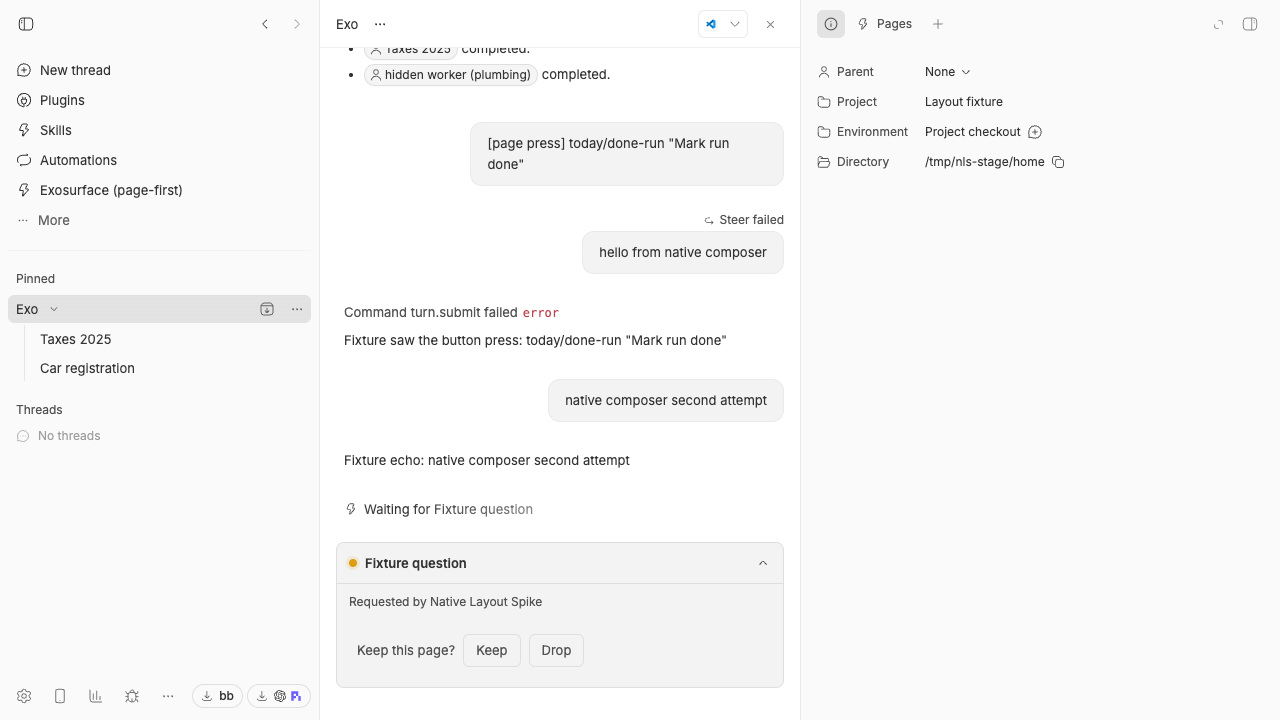 New thread
Plugins
Skills
Automations
Exosurface (page-first)
More
Pinned
Exo
Taxes 2025
Car registration
Threads
No threads
bb
Exo
Taxes 2025 completed.
hidden worker (plumbing) completed.
[page press] today/done-run "Mark run
done"
Steer failed
hello from native composer
Command turn.submit failed error
Fixture saw the button press: today/done-run "Mark run done"
native composer second attempt
Fixture echo: native composer second attempt
Waiting for Fixture question
Fixture question
Requested by Native Layout Spike
Keep this page? Keep Drop
Pages
Parent None
Project Layout fixture
Environment Project checkout
Directory /tmp/nls-stage/home